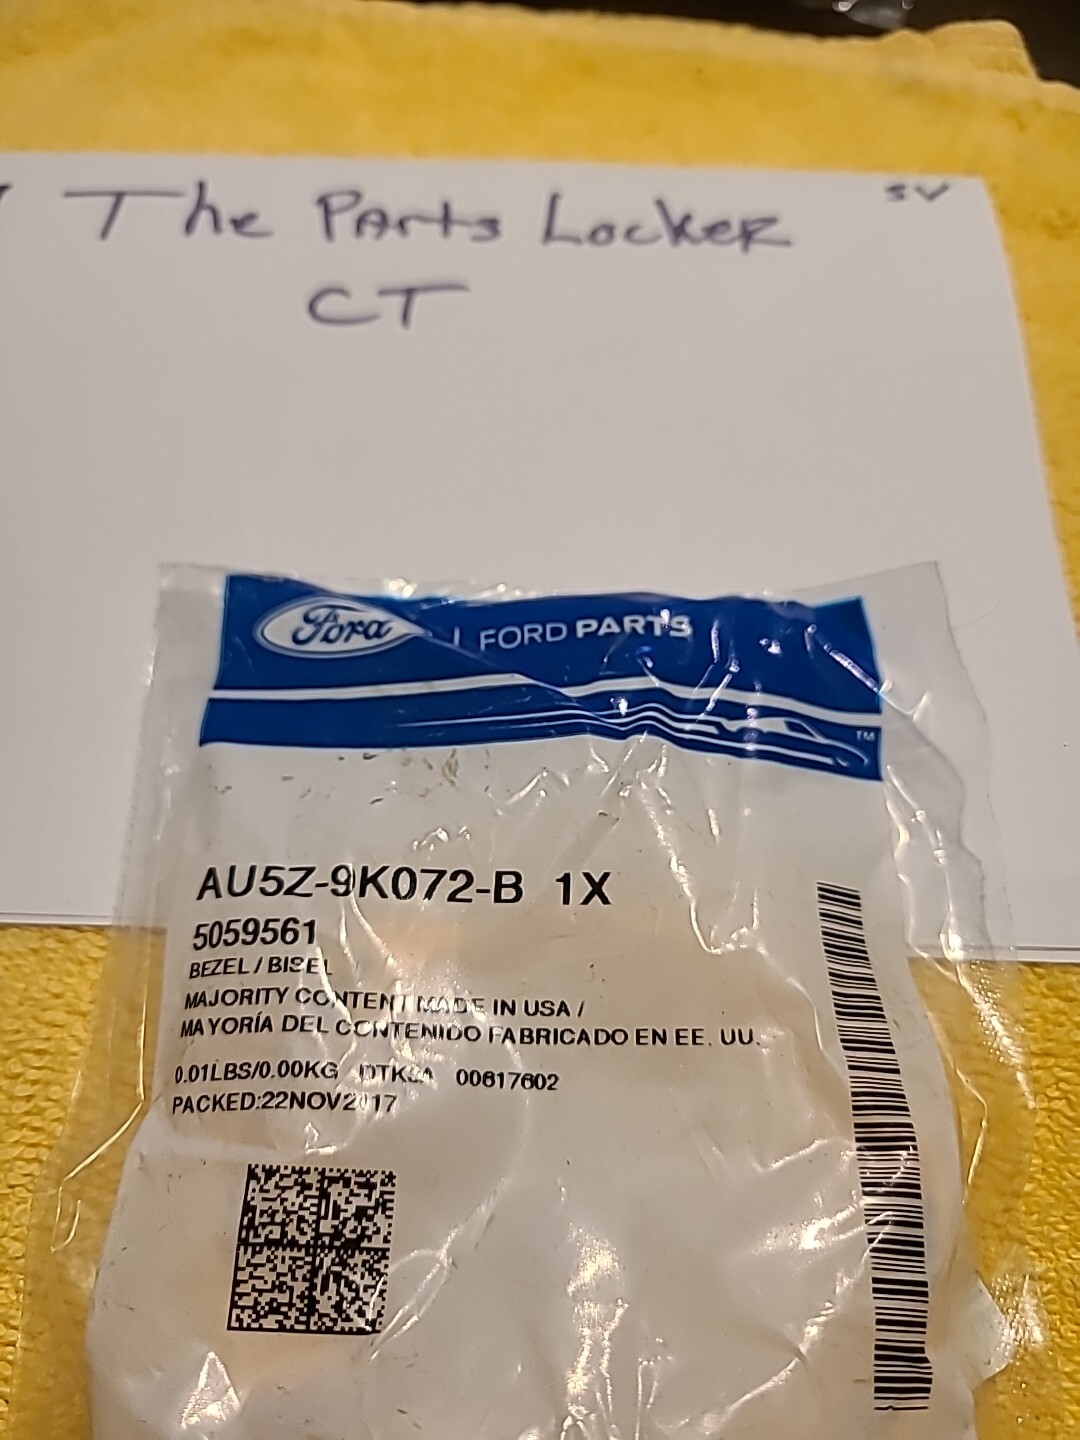 The Parts Locker
SV
CT
Ford
FORD PARTS
TM
AU5Z-9K072-B 1X
5059561
BEZEL / BISEL
MAJORITY CONTENT MADE IN USA /
MAYORÍA DEL CONTENIDO FABRICADO EN EE. UU.
0.01LBS/0.00KG 00617602
PACKED:22NOV2017